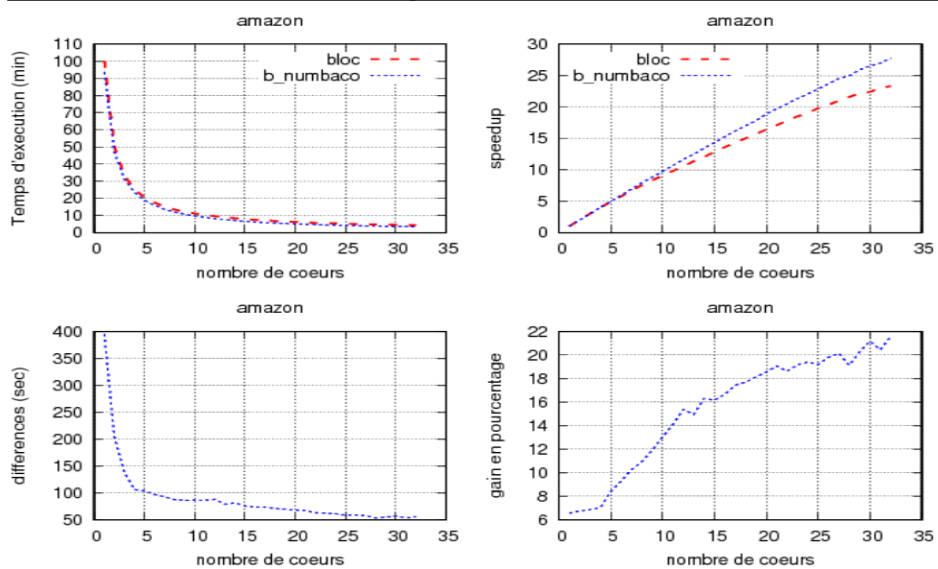 amazon
Temps d'execution (min)
110
100
90
80
70
60
50
40
30
20
10
0
bloc
b_numbaco
0 5 10 15 20 25 30 35
nombre de coeurs
amazon
speedup
30
25
20
15
10
5
0
bloc
b_numbaco
0 5 10 15 20 25 30 35
nombre de coeurs
amazon
differences (sec)
400
350
300
250
200
150
100
50
0 5 10 15 20 25 30 35
nombre de coeurs
amazon
gain en pourcentage
22
20
18
16
14
12
10
8
6
0 5 10 15 20 25 30 35
nombre de coeurs